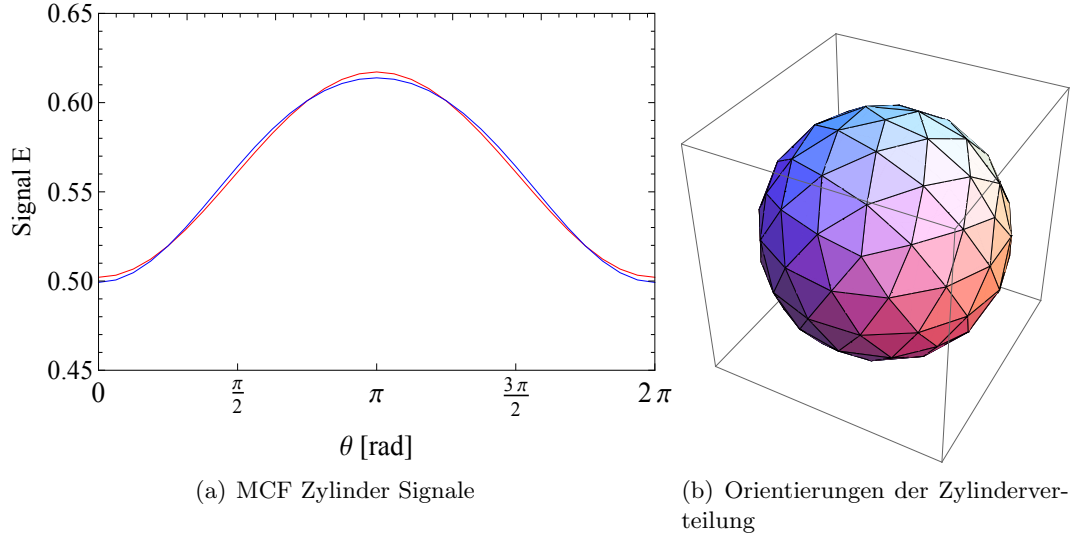 0.65
0.60
0.55
0.50
0.45
Signal E
0 π/2 π 3π/2 2π
θ [rad]
(a) MCF Zylinder Signale
(b) Orientierungen der Zylinderver-
teilung